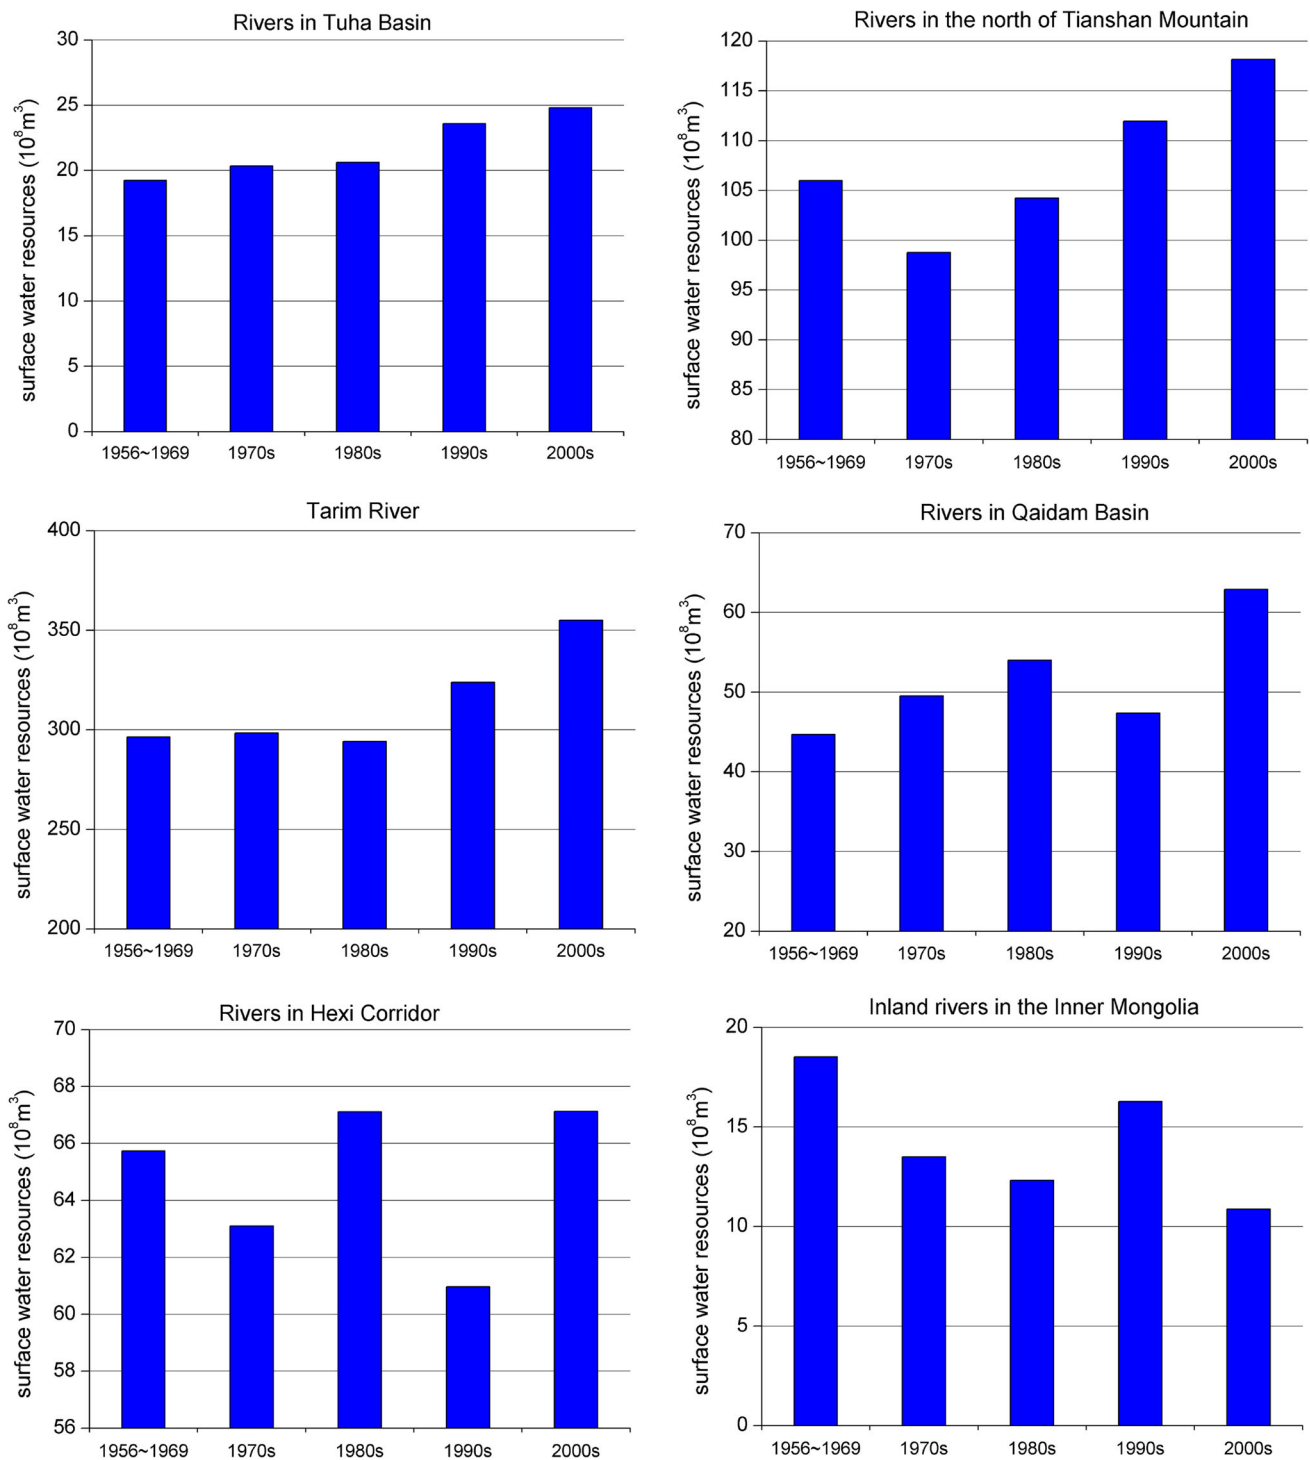 Rivers in Tuha Basin
surface water resources (10⁸m³)
30
25
20
15
10
5
0
1956~1969 1970s 1980s 1990s 2000s
Rivers in the north of Tianshan Mountain
surface water resources (10⁸m³)
120
115
110
105
100
95
90
85
80
1956~1969 1970s 1980s 1990s 2000s
Tarim River
surface water resources (10⁸m³)
400
350
300
250
200
1956~1969 1970s 1980s 1990s 2000s
Rivers in Qaidam Basin
surface water resources (10⁸m³)
70
60
50
40
30
20
1956~1969 1970s 1980s 1990s 2000s
Rivers in Hexi Corridor
surface water resources (10⁸m³)
70
68
66
64
62
60
58
56
1956~1969 1970s 1980s 1990s 2000s
Inland rivers in the Inner Mongolia
surface water resources (10⁸m³)
20
15
10
5
0
1956~1969 1970s 1980s 1990s 2000s